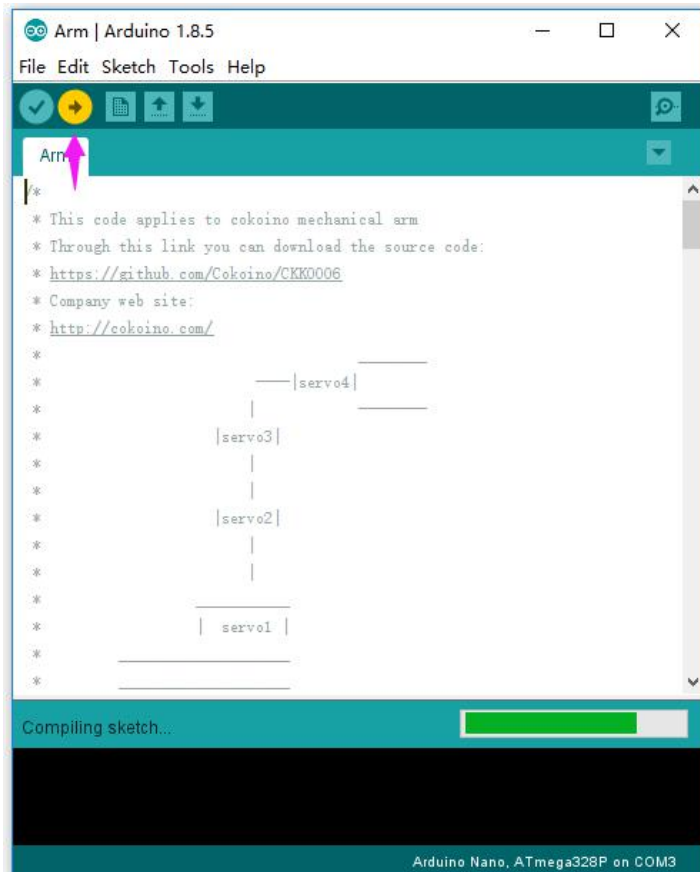 Arm | Arduino 1.8.5
File Edit Sketch Tools Help
Arm
/*
* This code applies to cokoino mechanical arm
* Through this link you can download the source code:
* https://github.com/Cokoino/CKK0006
* Company web site:
* http://cokoino.com/
*
* |servo4|
* |
* |servo3|
* |
* |
* |servo2|
* |
* |
*
* | servo1 |
*
*
Compiling sketch...
Arduino Nano, ATmega328P on COM3